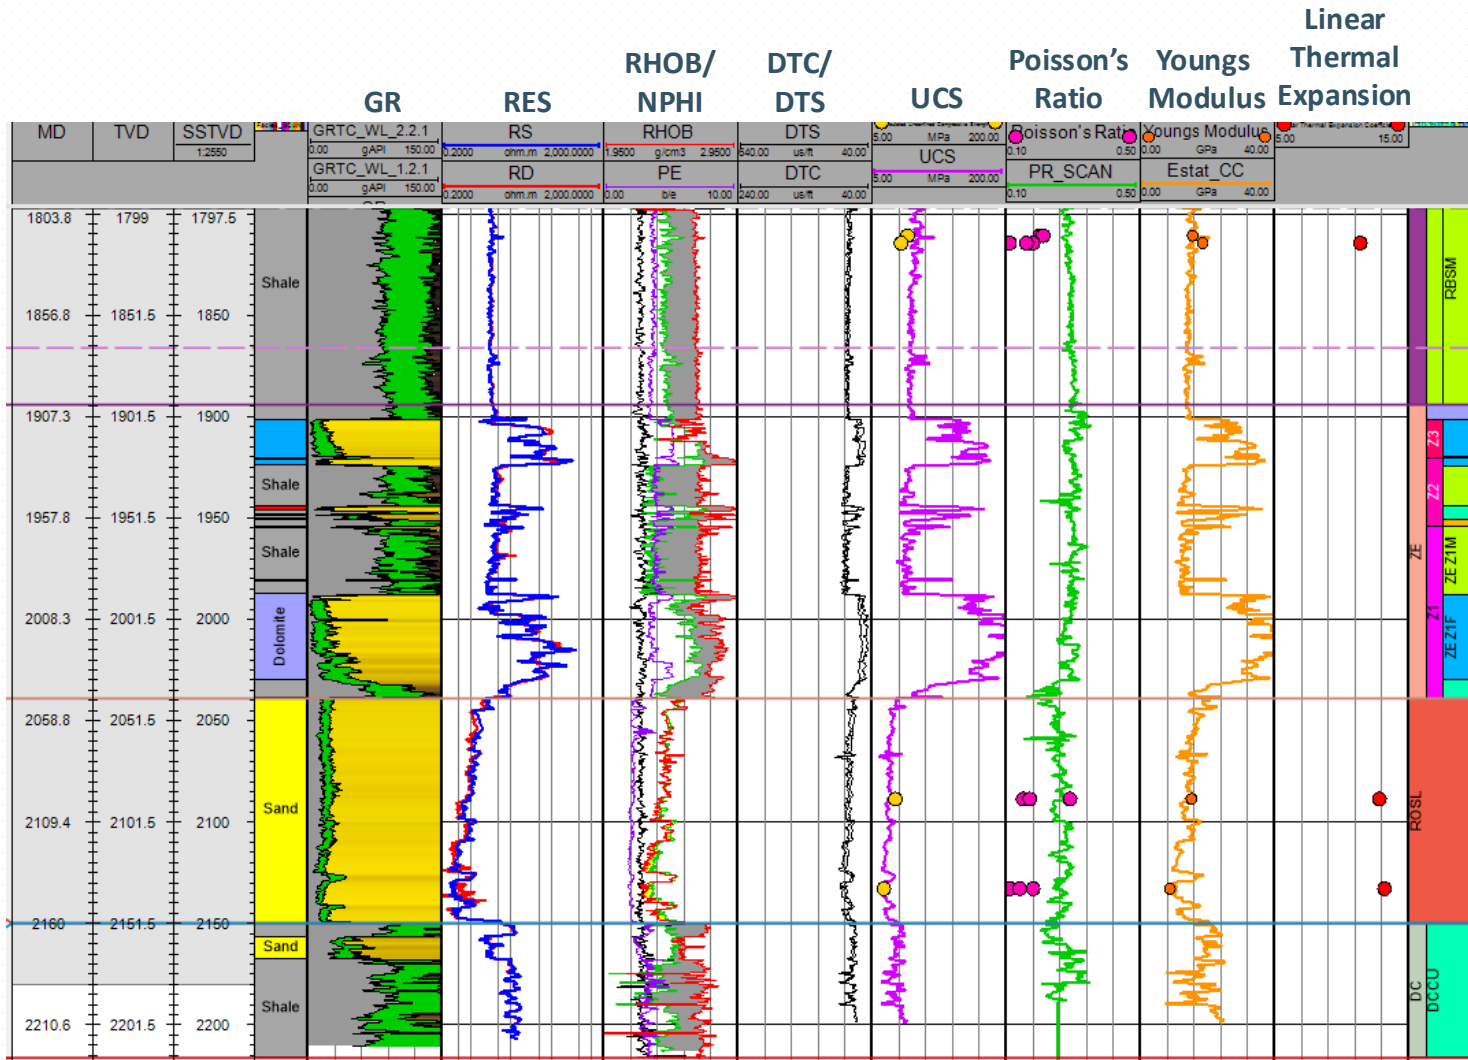 Linear
Thermal
Expansion
RHOB/
NPHI
DTC/
DTS
Poisson's
Ratio
Youngs
Modulus
GR
RES
UCS
MD
TVD
SSTVD
1:2550
GRTC_WL_2.2.1
0.00 gAPI 150.00
GRTC_WL_1.2.1
0.00 gAPI 150.00
RS
0.2000 ohm.m 2,000.0000
RD
0.2000 ohm.m 2,000.0000
RHOB
1.9500 g/cm3 2.9500
PE
0.00 b/e 10.00
DTS
540.00 us/ft 40.00
DTC
240.00 us/ft 40.00
5.00 MPa 200.00
UCS
5.00 MPa 200.00
Poisson's Ratio
0.10 0.50
PR_SCAN
0.10 0.50
Youngs Modulus
0.00 GPa 40.00
Estat_CC
0.00 GPa 40.00
5.00 15.00
1803.8 1799 1797.5
1856.8 1851.5 1850
1907.3 1901.5 1900
1957.8 1951.5 1950
2008.3 2001.5 2000
2058.8 2051.5 2050
2109.4 2101.5 2100
2160 2151.5 2150
2210.6 2201.5 2200
Shale
Shale
Shale
Dolomite
Sand
Sand
Shale
RBSM
ZE
Z3
Z2
Z1
ZE Z1M
ZE Z1F
ROSL
DC
DCCU